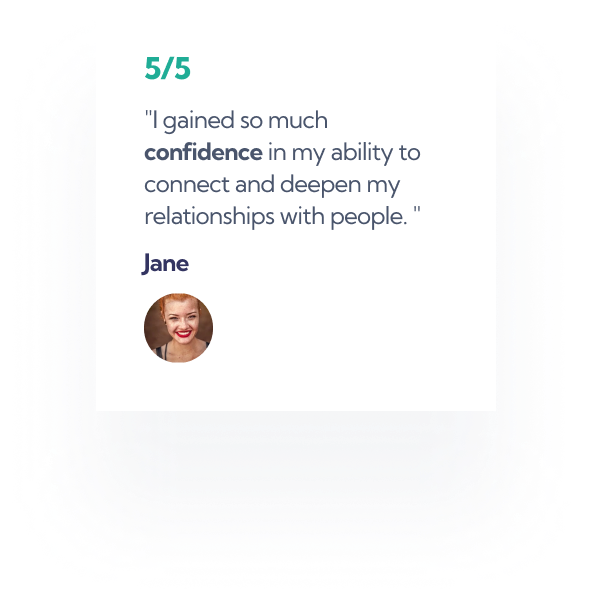 5/5
"I gained so much
confidence in my ability to
connect and deepen my
relationships with people. "
Jane